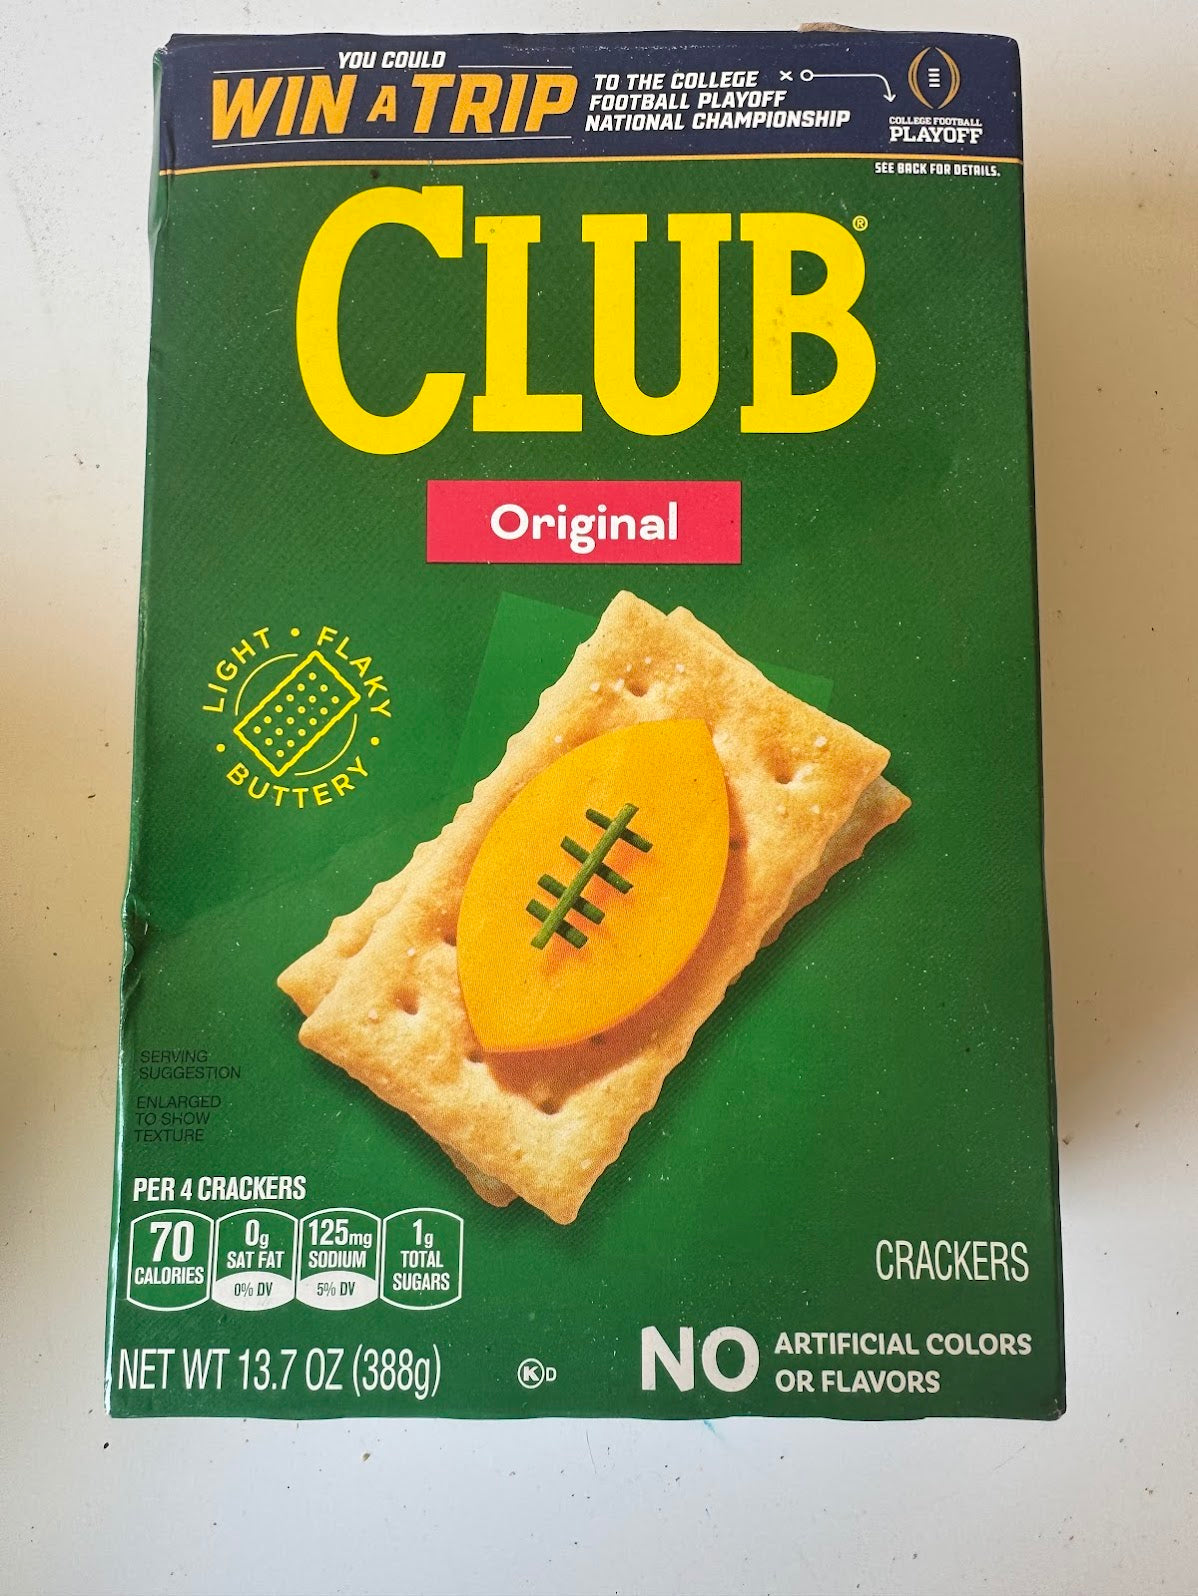 YOU COULD
WIN A TRIP
TO THE COLLEGE
FOOTBALL PLAYOFF
NATIONAL CHAMPIONSHIP
COLLEGE FOOTBALL
PLAYOFF
SEE BACK FOR DETAILS.
CLUB®
Original
LIGHT • FLAKY • BUTTERY •
SERVING
SUGGESTION
ENLARGED
TO SHOW
TEXTURE
PER 4 CRACKERS
70
CALORIES
0g
SAT FAT
0% DV
125mg
SODIUM
5% DV
1g
TOTAL
SUGARS
CRACKERS
NET WT 13.7 OZ (388g)
K D
NO
ARTIFICIAL COLORS
OR FLAVORS